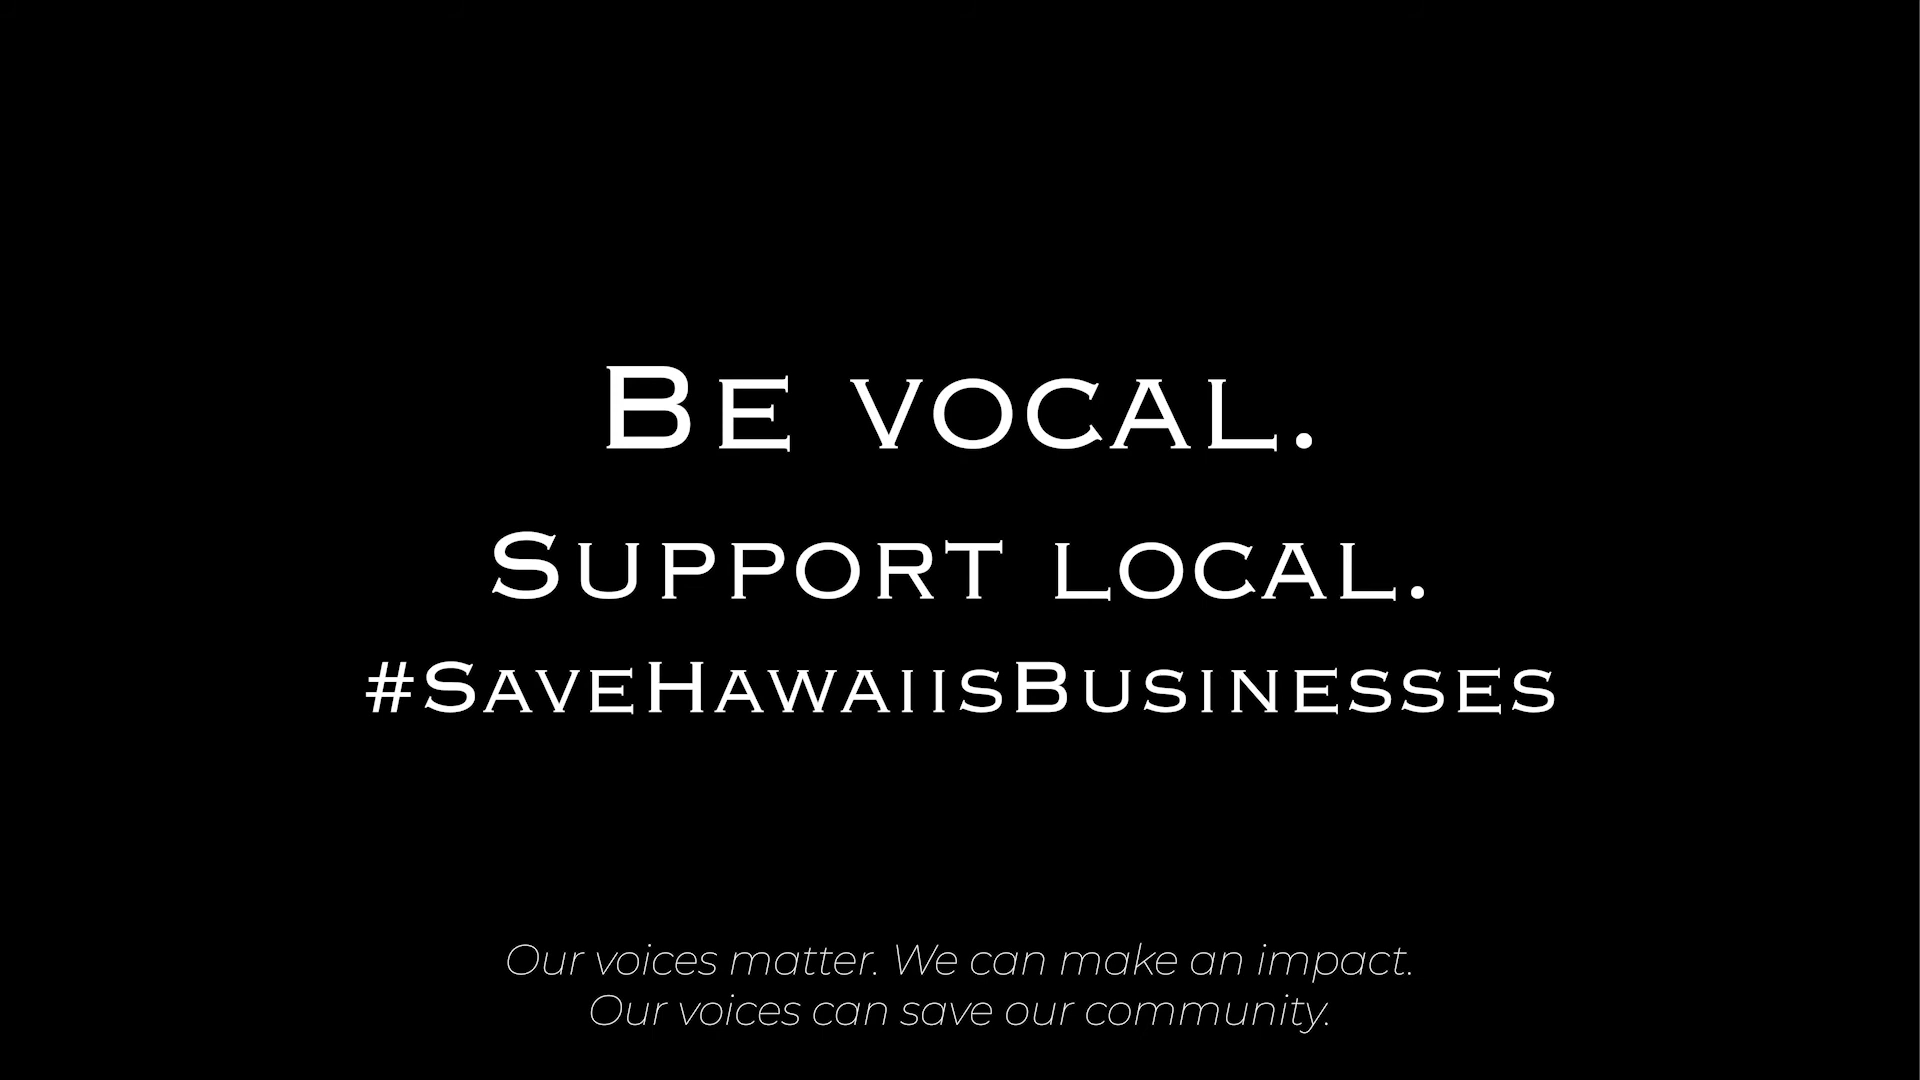 Be vocal.
Support local.
#SaveHawaiisBusinesses
Our voices matter. We can make an impact.
Our voices can save our community.